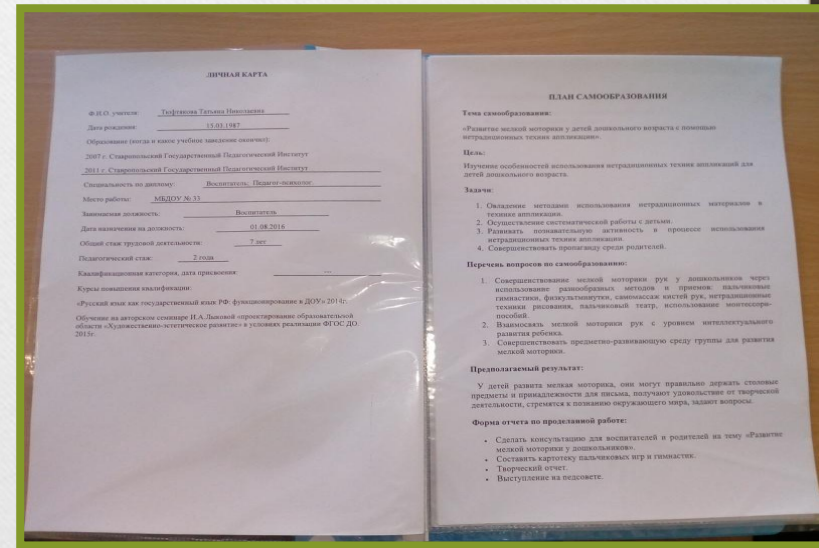 ЛИЧНАЯ КАРТА
Ф.И.О. учителя: Тюфтякова Татьяна Николаевна
Дата рождения: 13.03.1987
Образование (когда и какое учебное заведение окончил):
2007 г. Ставропольский Государственный Педагогический Институт
2011 г. Ставропольский Государственный Педагогический Институт
Специальность по диплому: Воспитатель, Педагог-психолог.
Место работы: МБДОУ № 33
Занимаемая должность: Воспитатель
Дата назначения на должность: 01.08.2016
Общий стаж трудовой деятельности: 7 лет
Педагогический стаж: 2 года
Квалификационная категория, дата присвоения: ---
Курсы повышения квалификации:
«Русский язык как государственный язык РФ: функционирование в ДОУ» 2014г.
Обучение на авторском семинаре И.А.Лыковой «проектирование образовательной
области «Художественно-эстетическое развитие» в условиях реализации ФГОС ДО.
2015г.
ПЛАН САМООБРАЗОВАНИЯ
Тема самообразования:
«Развитие мелкой моторики у детей дошкольного возраста с помощью
нетрадиционных техник аппликации».
Цель:
Изучение особенностей использования нетрадиционных техник аппликаций для
детей дошкольного возраста.
Задачи:
1. Овладение методами использования нетрадиционных материалов в
технике аппликации.
2. Осуществление систематической работы с детьми.
3. Развивать познавательную активность в процессе использования
нетрадиционных техник аппликации.
4. Совершенствовать пропаганду среди родителей.
Перечень вопросов по самообразованию:
1. Совершенствование мелкой моторики рук у дошкольников через
использование разнообразных методов и приемов: пальчиковые
гимнастики, физкультминутки, самомассаж кистей рук, нетрадиционные
техники рисования, пальчиковый театр, использование монтессори-
пособий.
2. Взаимосвязь мелкой моторики рук с уровнем интеллектуального
развития ребенка.
3. Совершенствовать предметно-развивающую среду группы для развития
мелкой моторики.
Предполагаемый результат:
У детей развита мелкая моторика, они могут правильно держать столовые
предметы и принадлежности для письма, получают удовольствие от творческой
деятельности, стремятся к познанию окружающего мира, задают вопросы.
Форма отчета по проделанной работе:
• Сделать консультацию для воспитателей и родителей на тему «Развитие
мелкой моторики у дошкольников».
• Составить картотеку пальчиковых игр и гимнастик.
• Творческий отчет.
• Выступление на педсовете.